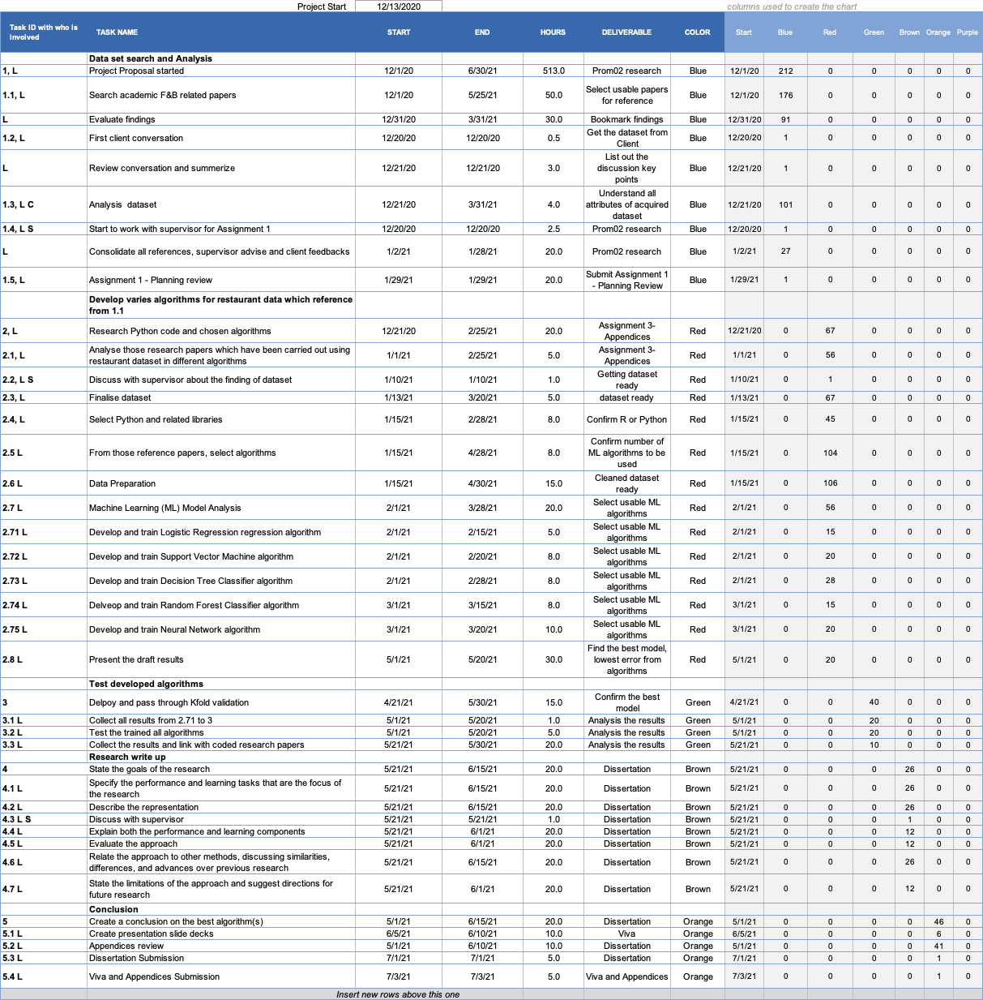 Project Start 12/13/2020 columns used to create the chart
Task ID with who is involved TASK NAME START END HOURS DELIVERABLE COLOR Start Blue Red Green Brown Orange Purple
Data set search and Analysis
1, L Project Proposal started 12/1/20 6/30/21 513.0 Prom02 research Blue 12/1/20 212 0 0 0 0 0
1.1, L Search academic F&B related papers 12/1/20 5/25/21 50.0 Select usable papers for reference Blue 12/1/20 176 0 0 0 0 0
L Evaluate findings 12/31/20 3/31/21 30.0 Bookmark findings Blue 12/31/20 91 0 0 0 0 0
1.2, L First client conversation 12/20/20 12/20/20 0.5 Get the dataset from Client Blue 12/20/20 1 0 0 0 0 0
L Review conversation and summerize 12/21/20 12/21/20 3.0 List out the discussion key points Blue 12/21/20 1 0 0 0 0 0
1.3, L C Analysis  dataset 12/21/20 3/31/21 4.0 Understand all attributes of acquired dataset Blue 12/21/20 101 0 0 0 0 0
1.4, L S Start to work with supervisor for Assignment 1 12/20/20 12/20/20 2.5 Prom02 research Blue 12/20/20 1 0 0 0 0 0
L Consolidate all references, supervisor advise and client feedbacks 1/2/21 1/28/21 20.0 Prom02 research Blue 1/2/21 27 0 0 0 0 0
1.5, L Assignment 1 - Planning review 1/29/21 1/29/21 20.0 Submit Assignment 1 - Planning Review Blue 1/29/21 1 0 0 0 0 0
Develop varies algorithms for restaurant data which reference from 1.1
2, L Research Python code and chosen algorithms 12/21/20 2/25/21 20.0 Assignment 3- Appendices Red 12/21/20 0 67 0 0 0 0
2.1, L Analyse those research papers which have been carried out using restaurant dataset in different algorithms 1/1/21 2/25/21 5.0 Assignment 3- Appendices Red 1/1/21 0 56 0 0 0 0
2.2, L S Discuss with supervisor about the finding of dataset 1/10/21 1/10/21 1.0 Getting dataset ready Red 1/10/21 0 1 0 0 0 0
2.3, L Finalise dataset 1/13/21 3/20/21 5.0 dataset ready Red 1/13/21 0 67 0 0 0 0
2.4, L Select Python and related libraries 1/15/21 2/28/21 8.0 Confirm R or Python Red 1/15/21 0 45 0 0 0 0
2.5 L From those reference papers, select algorithms 1/15/21 4/28/21 8.0 Confirm number of ML algorithms to be used Red 1/15/21 0 104 0 0 0 0
2.6 L Data Preparation 1/15/21 4/30/21 15.0 Cleaned dataset ready Red 1/15/21 0 106 0 0 0 0
2.7 L Machine Learning (ML) Model Analysis 2/1/21 3/28/21 20.0 Select usable ML algorithms Red 2/1/21 0 56 0 0 0 0
2.71 L Develop and train Logistic Regression regression algorithm 2/1/21 2/15/21 5.0 Select usable ML algorithms Red 2/1/21 0 15 0 0 0 0
2.72 L Develop and train Support Vector Machine algorithm 2/1/21 2/20/21 8.0 Select usable ML algorithms Red 2/1/21 0 20 0 0 0 0
2.73 L Develop and train Decision Tree Classifier algorithm 2/1/21 2/28/21 8.0 Select usable ML algorithms Red 2/1/21 0 28 0 0 0 0
2.74 L Delveop and train Random Forest Classifier algorithm 3/1/21 3/15/21 8.0 Select usable ML algorithms Red 3/1/21 0 15 0 0 0 0
2.75 L Develop and train Neural Network algorithm 3/1/21 3/20/21 10.0 Select usable ML algorithms Red 3/1/21 0 20 0 0 0 0
2.8 L Present the draft results 5/1/21 5/20/21 30.0 Find the best model, lowest error from algorithms Red 5/1/21 0 20 0 0 0 0
Test developed algorithms
3 Delpoy and pass through Kfold validation 4/21/21 5/30/21 15.0 Confirm the best model Green 4/21/21 0 0 40 0 0 0
3.1 L Collect all results from 2.71 to 3 5/1/21 5/20/21 1.0 Analysis the results Green 5/1/21 0 0 20 0 0 0
3.2 L Test the trained all algorithms 5/1/21 5/20/21 5.0 Analysis the results Green 5/1/21 0 0 20 0 0 0
3.3 L Collect the results and link with coded research papers 5/21/21 5/30/21 20.0 Analysis the results Green 5/21/21 0 0 10 0 0 0
Research write up
4 State the goals of the research 5/21/21 6/15/21 20.0 Dissertation Brown 5/21/21 0 0 0 26 0 0
4.1 L Specify the performance and learning tasks that are the focus of the research 5/21/21 6/15/21 20.0 Dissertation Brown 5/21/21 0 0 0 26 0 0
4.2 L Describe the representation 5/21/21 6/15/21 20.0 Dissertation Brown 5/21/21 0 0 0 26 0 0
4.3 L S Discuss with supervisor 5/21/21 5/21/21 1.0 Dissertation Brown 5/21/21 0 0 0 1 0 0
4.4 L Explain both the performance and learning components 5/21/21 6/1/21 20.0 Dissertation Brown 5/21/21 0 0 0 12 0 0
4.5 L Evaluate the approach 5/21/21 6/1/21 20.0 Dissertation Brown 5/21/21 0 0 0 12 0 0
4.6 L Relate the approach to other methods, discussing similarities, differences, and advances over previous research 5/21/21 6/15/21 20.0 Dissertation Brown 5/21/21 0 0 0 26 0 0
4.7 L State the limitations of the approach and suggest directions for future research 5/21/21 6/1/21 20.0 Dissertation Brown 5/21/21 0 0 0 12 0 0
Conclusion
5 Create a conclusion on the best algorithm(s) 5/1/21 6/15/21 20.0 Dissertation Orange 5/1/21 0 0 0 0 46 0
5.1 L Create presentation slide decks 6/5/21 6/10/21 10.0 Viva Orange 6/5/21 0 0 0 0 6 0
5.2 L Appendices review 5/1/21 6/10/21 10.0 Dissertation Orange 5/1/21 0 0 0 0 41 0
5.3 L Dissertation Submission 7/1/21 7/1/21 5.0 Dissertation Orange 7/1/21 0 0 0 0 1 0
5.4 L Viva and Appendices Submission 7/3/21 7/3/21 5.0 Viva and Appendices Orange 7/3/21 0 0 0 0 1 0
Insert new rows above this one